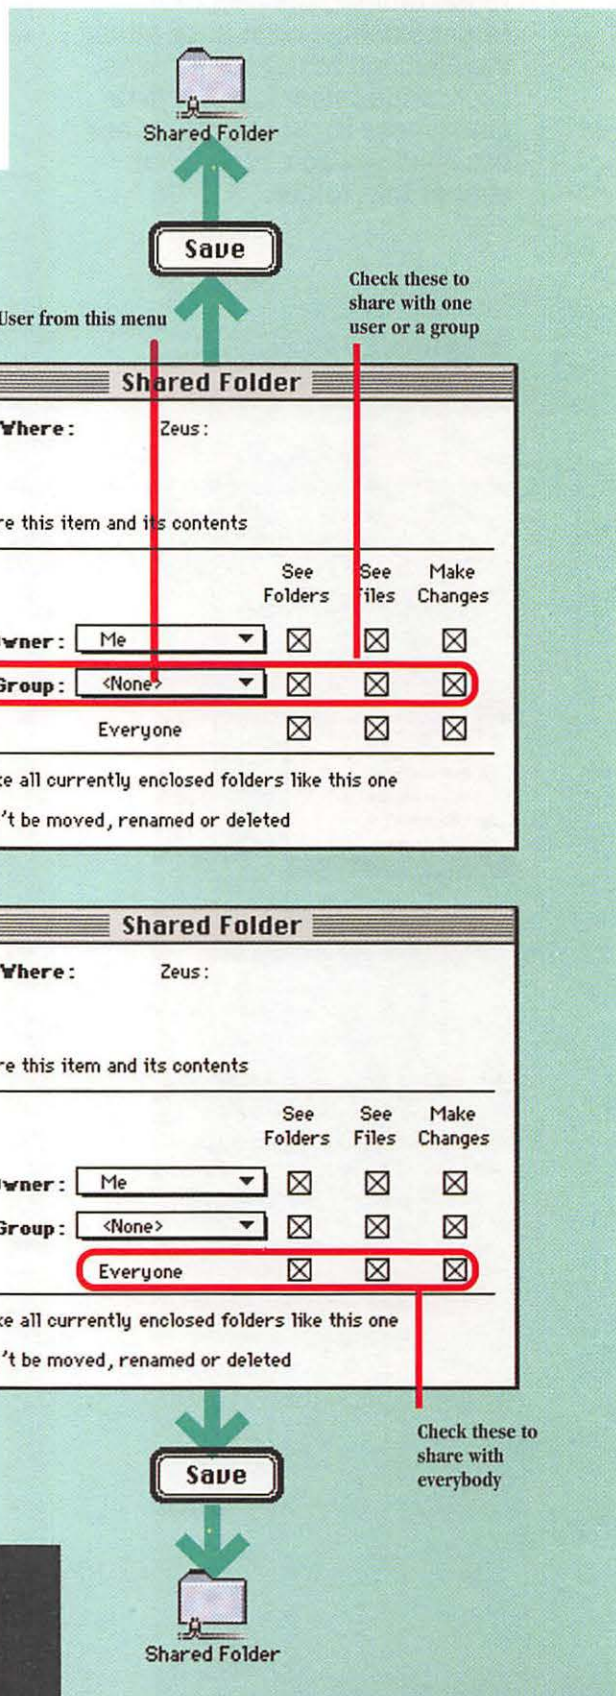 Shared Folder
Save
Check these to
share with one
user or a group
User from this menu
Shared Folder
Where: Zeus:
re this item and its contents
See See Make
Folders Files Changes
wner: Me
Group: <None>
Everyone
ke all currently enclosed folders like this one
't be moved, renamed or deleted
Shared Folder
Where: Zeus:
re this item and its contents
See See Make
Folders Files Changes
wner: Me
Group: <None>
Everyone
ke all currently enclosed folders like this one
't be moved, renamed or deleted
Check these to
share with
everybody
Save
Shared Folder